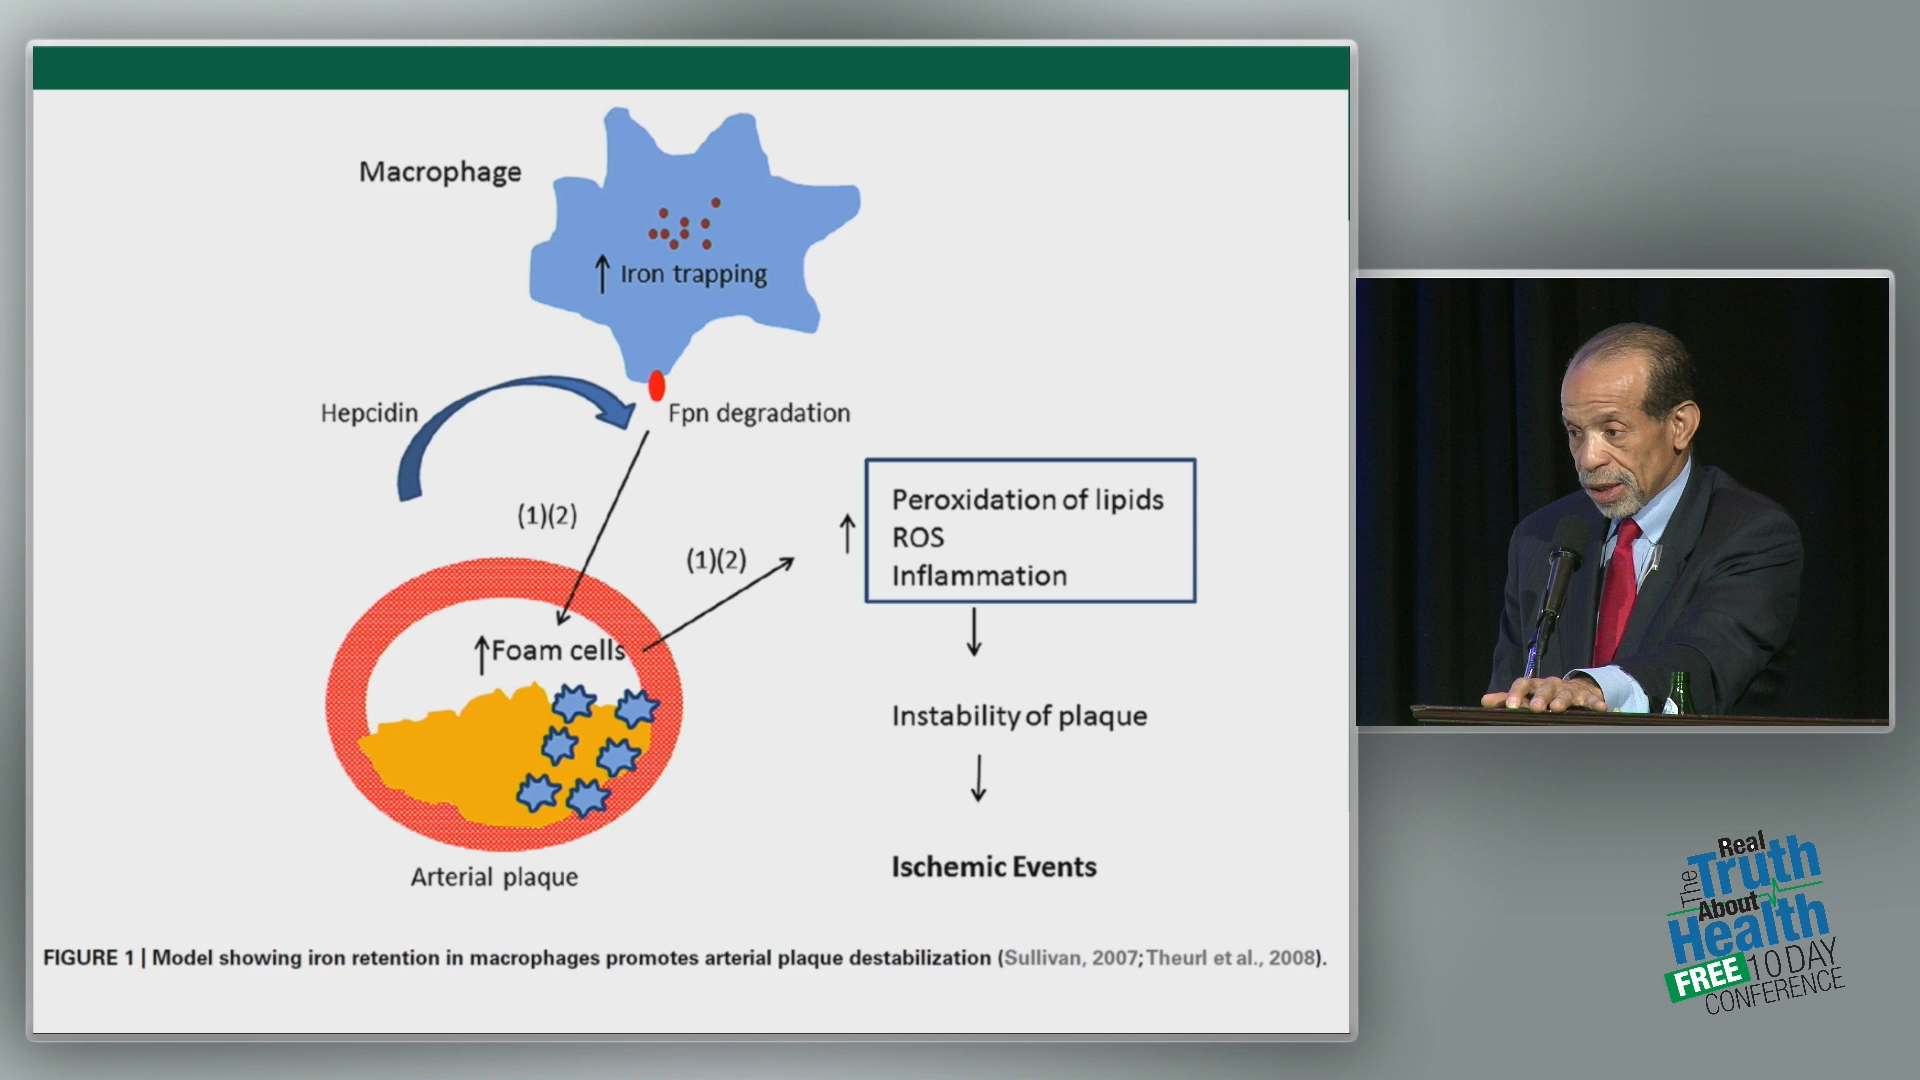 Macrophage
↑ Iron trapping
Hepcidin
Fpn degradation
(1)(2)
(1)(2)
↑ Peroxidation of lipids
ROS
Inflammation
↑Foam cells
Instability of plaque
Ischemic Events
Arterial plaque
FIGURE 1 | Model showing iron retention in macrophages promotes arterial plaque destabilization (Sullivan, 2007; Theurl et al., 2008).
The Real
Truth
About
Health
FREE 10 DAY
CONFERENCE